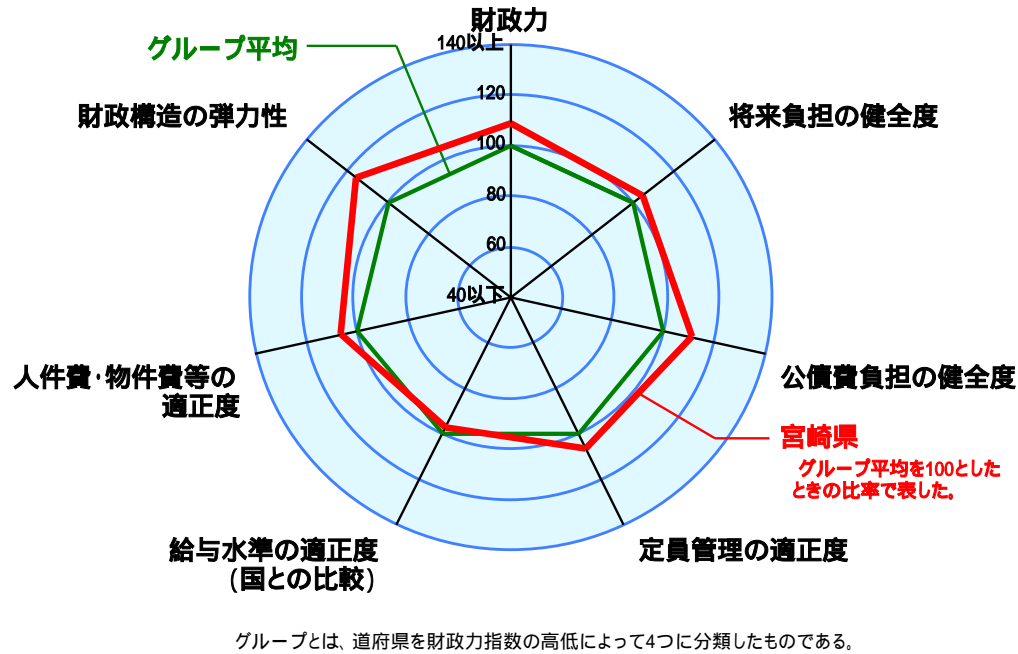 財政力
140以上
120
100
80
60
40以下
グループ平均
財政構造の弾力性
将来負担の健全度
人件費・物件費等の
適正度
公債費負担の健全度
宮崎県
グループ平均を100とした
ときの比率で表した。
給与水準の適正度
(国との比較)
定員管理の適正度
グループとは、道府県を財政力指数の高低によって4つに分類したものである。